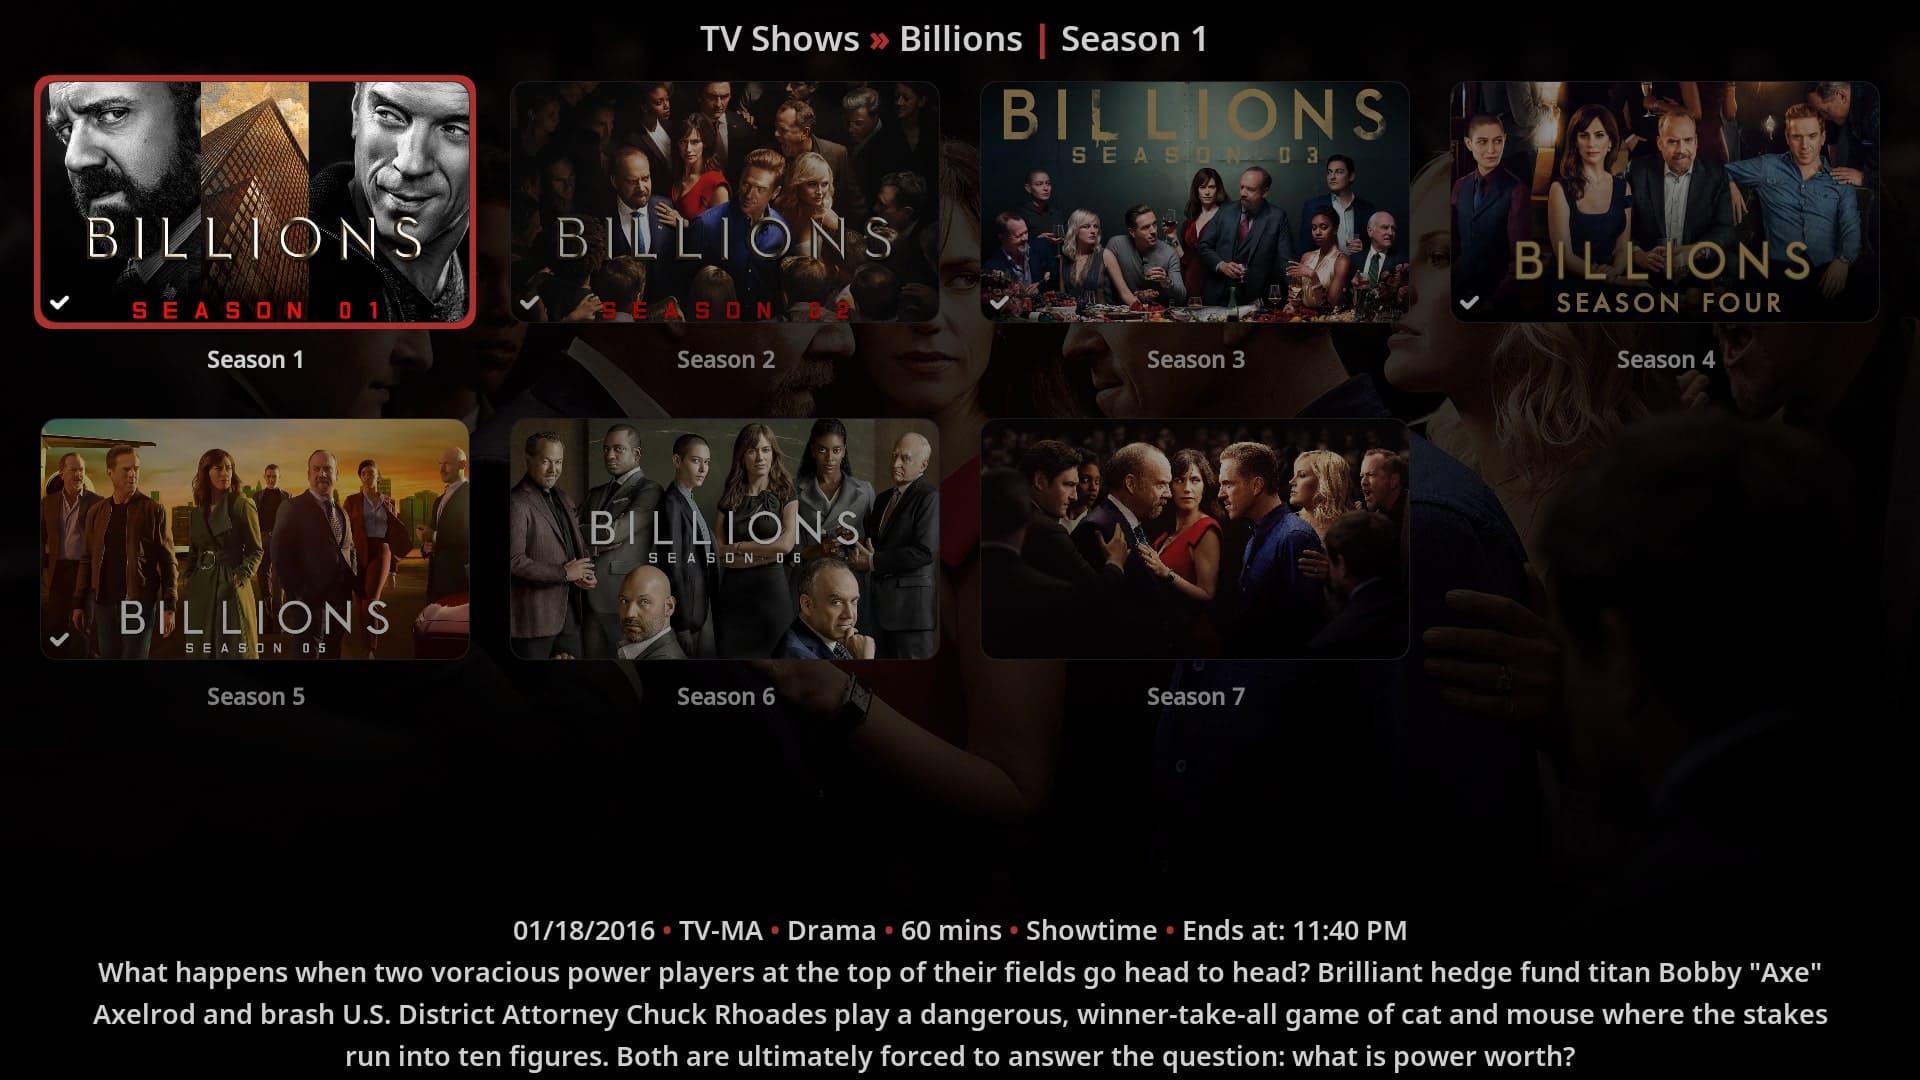 TV Shows » Billions | Season 1
BILLIONS
SEASON 01
Season 1
BILLIONS
SEASON 02
Season 2
BILLIONS
SEASON 03
Season 3
BILLIONS
SEASON FOUR
Season 4
BILLIONS
SEASON 05
Season 5
BILLIONS
SEASON 06
Season 6
Season 7
01/18/2016 • TV-MA • Drama • 60 mins • Showtime • Ends at: 11:40 PM
What happens when two voracious power players at the top of their fields go head to head? Brilliant hedge fund titan Bobby "Axe"
Axelrod and brash U.S. District Attorney Chuck Rhoades play a dangerous, winner-take-all game of cat and mouse where the stakes
run into ten figures. Both are ultimately forced to answer the question: what is power worth?